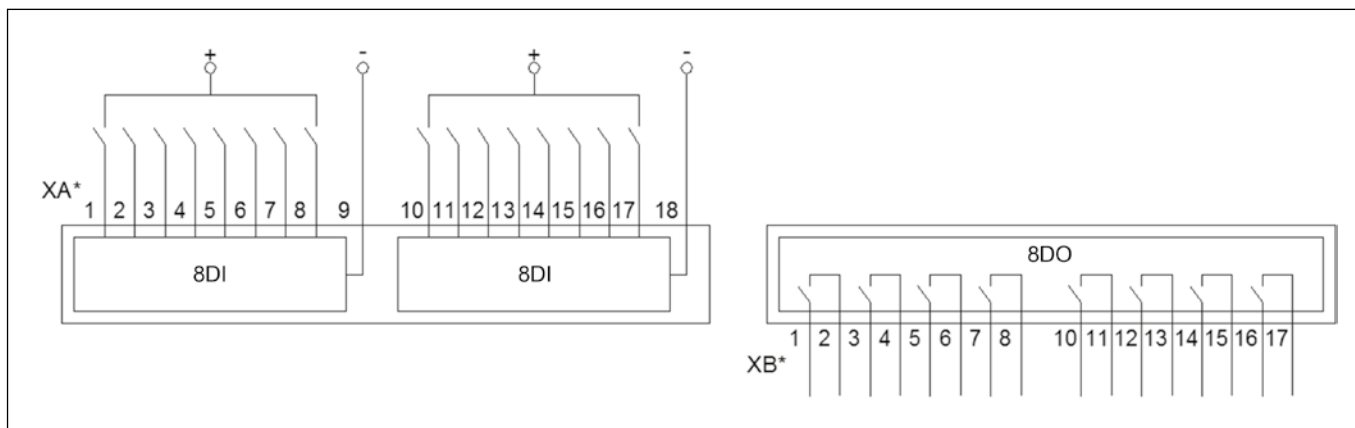 + - + -
XA*
1 2 3 4 5 6 7 8 9 10 11 12 13 14 15 16 17 18
8DI 8DI
8DO
1 2 3 4 5 6 7 8 10 11 12 13 14 15 16 17
XB*